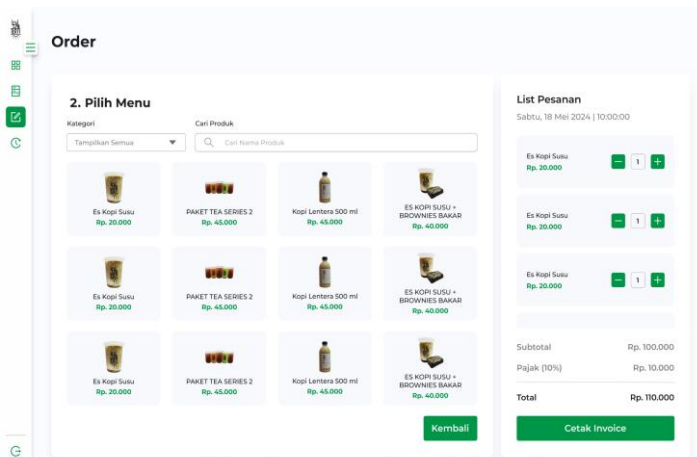 Order
2. Pilih Menu
Kategori
Cari Produk
Tampilkan Semua
Cari Nama Produk
Es Kopi Susu
Rp. 20.000
PAKET TEA SERIES 2
Rp. 45.000
Kopi Lentera 500 ml
Rp. 45.000
ES KOPI SUSU +
BROWNIES BAKAR
Rp. 40.000
Es Kopi Susu
Rp. 20.000
PAKET TEA SERIES 2
Rp. 45.000
Kopi Lentera 500 ml
Rp. 45.000
ES KOPI SUSU +
BROWNIES BAKAR
Rp. 40.000
Es Kopi Susu
Rp. 20.000
PAKET TEA SERIES 2
Rp. 45.000
Kopi Lentera 500 ml
Rp. 45.000
ES KOPI SUSU +
BROWNIES BAKAR
Rp. 40.000
Kembali
List Pesanan
Sabtu, 18 Mei 2024 | 10:00:00
Es Kopi Susu
Rp. 20.000
1
Es Kopi Susu
Rp. 20.000
1
Es Kopi Susu
Rp. 20.000
1
Subtotal Rp. 100.000
Pajak (10%) Rp. 10.000
Total Rp. 110.000
Cetak Invoice